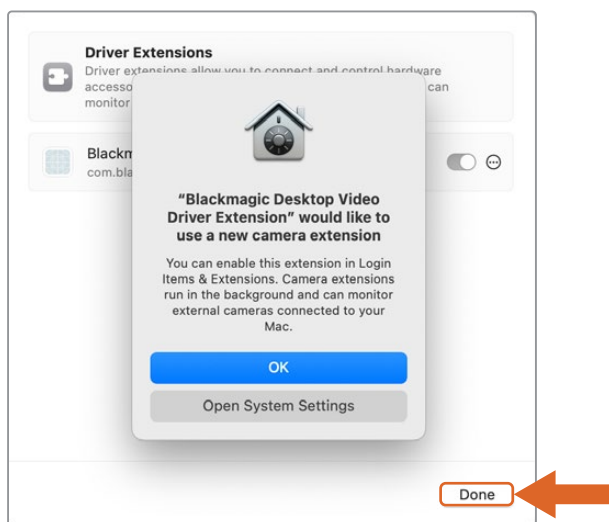 Driver Extensions
Driver extensions allow you to connect and control hardware
accesso
can
monitor
Blackm
com.bla
“Blackmagic Desktop Video
Driver Extension” would like to
use a new camera extension
You can enable this extension in Login
Items & Extensions. Camera extensions
run in the background and can monitor
external cameras connected to your
Mac.
OK
Open System Settings
Done